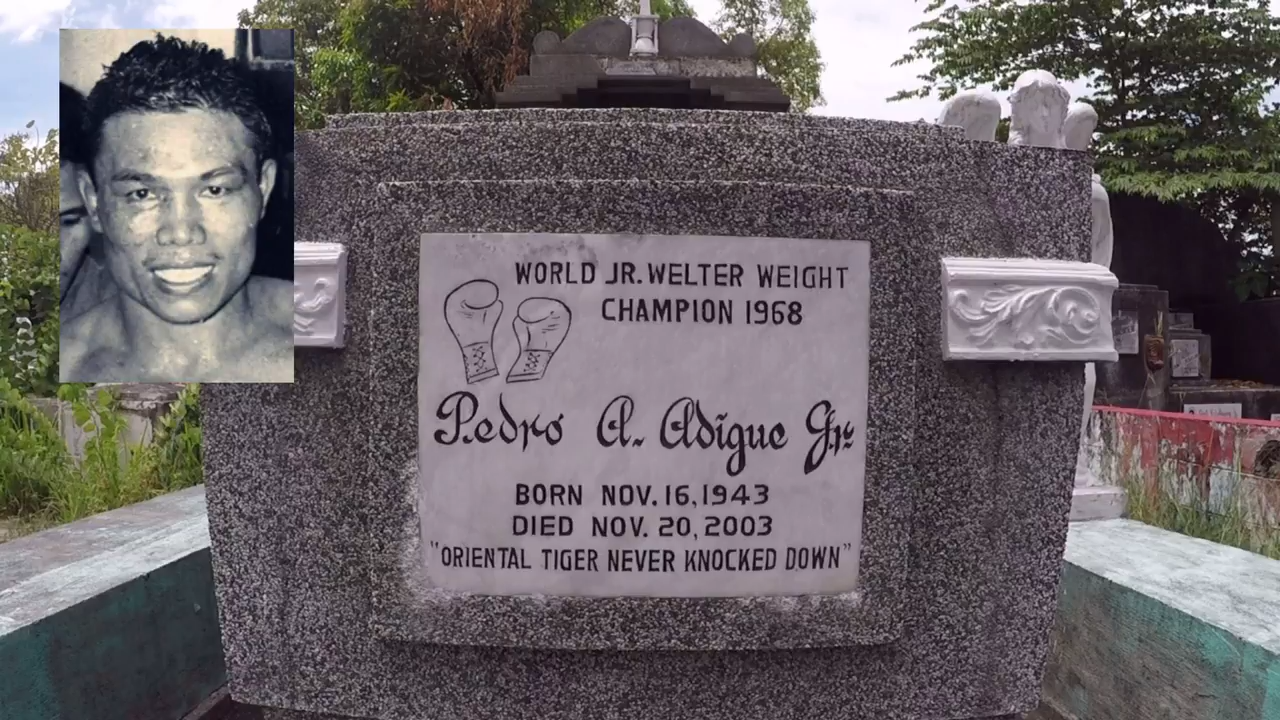 WORLD JR. WELTER WEIGHT
CHAMPION 1968
Pedro A. Adigue Jr.
BORN NOV. 16, 1943
DIED NOV. 20, 2003
"ORIENTAL TIGER NEVER KNOCKED DOWN"